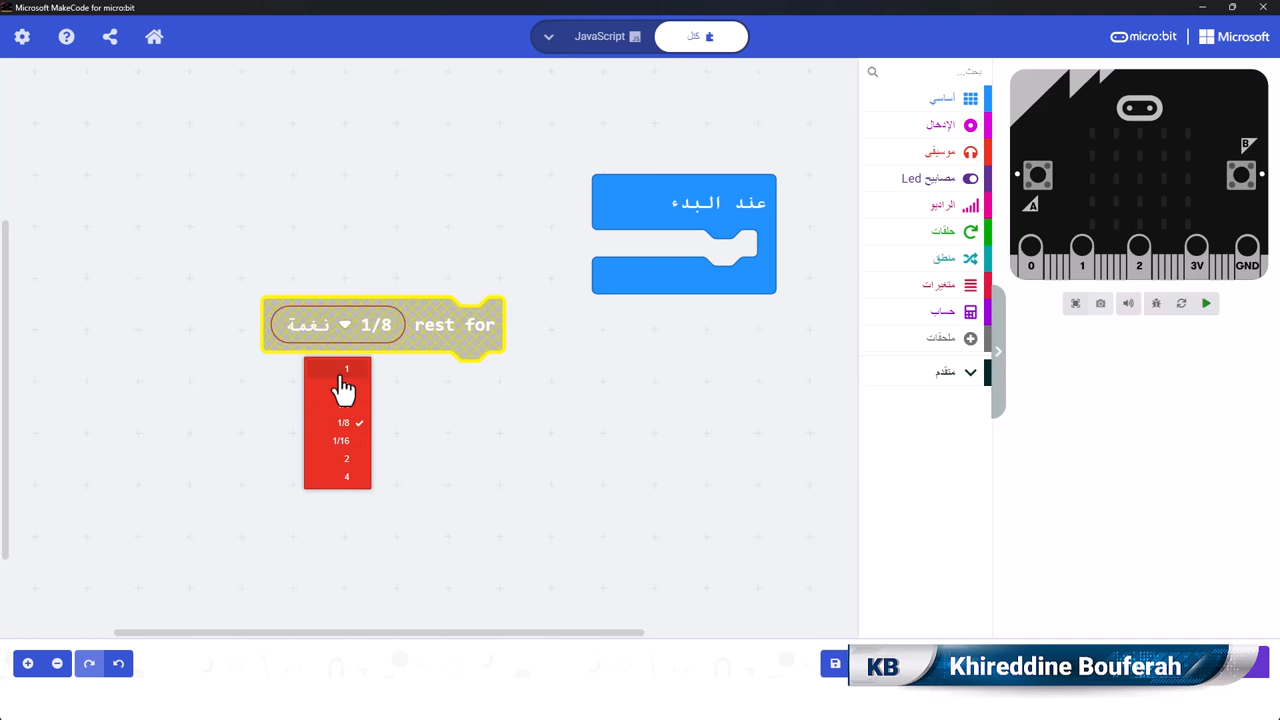 Microsoft MakeCode for micro:bit
JavaScript
كتل
micro:bit
Microsoft
بحث...
أساسي
الإدخال
موسيقى
مصابيح Led
الراديو
حلقات
منطق
متغيرات
حساب
ملحقات
متقدم
عند البدء
rest for 1/8 نغمة
1
1/8
1/16
2
4
A
B
0 1 2 3V GND
KB Khireddine Bouferah